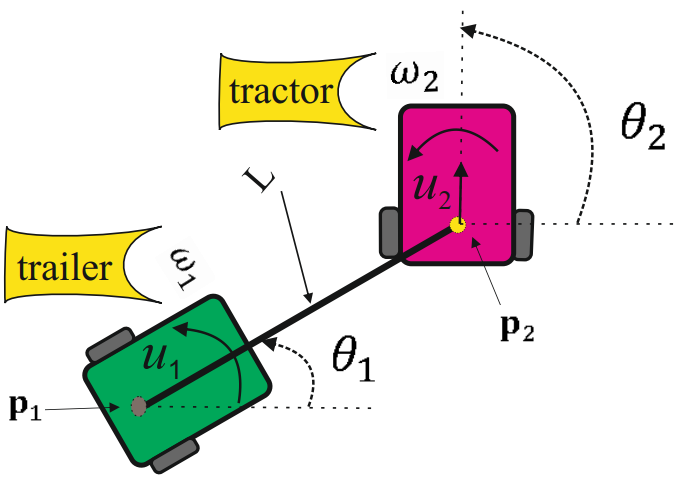 ω₂
tractor
θ₂
u₂
L
trailer
ω₁
p₂
u₁
θ₁
p₁